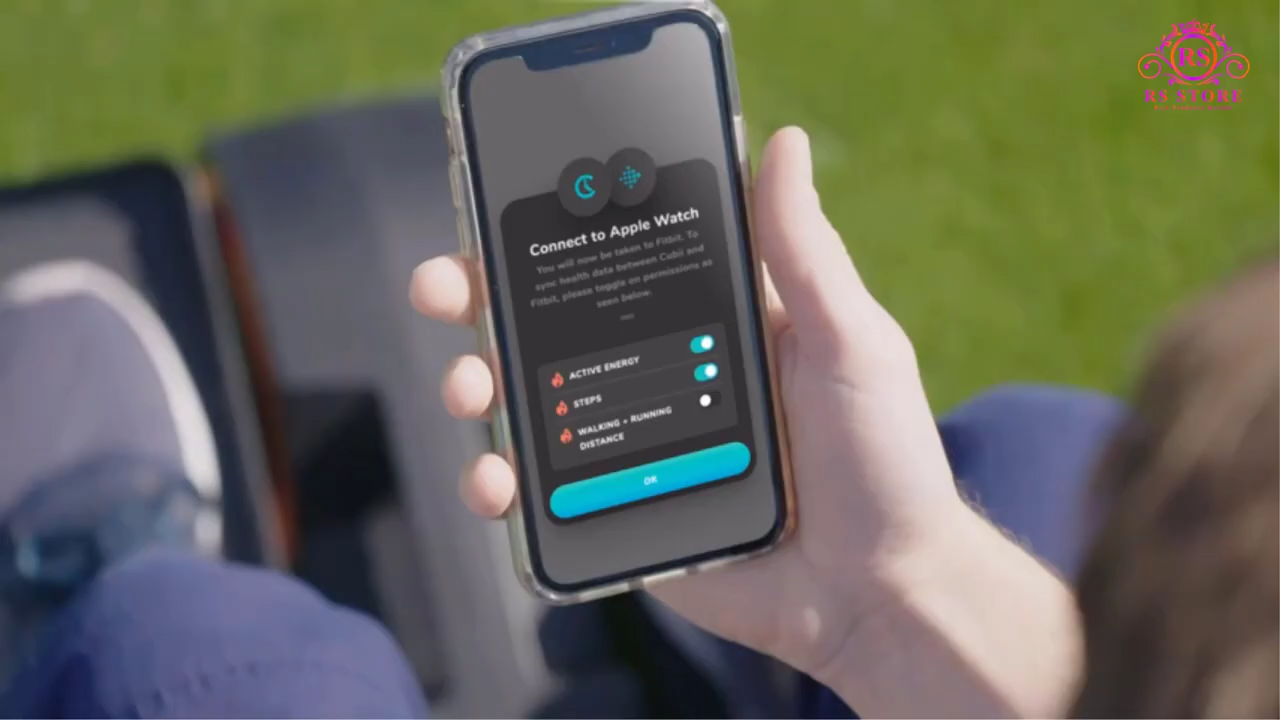 RS
RS STORE
Connect to Apple Watch
You will now be taken to Fitbit. To
sync health data between Cubii and
Fitbit, please toggle on permissions as
seen below.
ACTIVE ENERGY
STEPS
WALKING + RUNNING
DISTANCE
OK